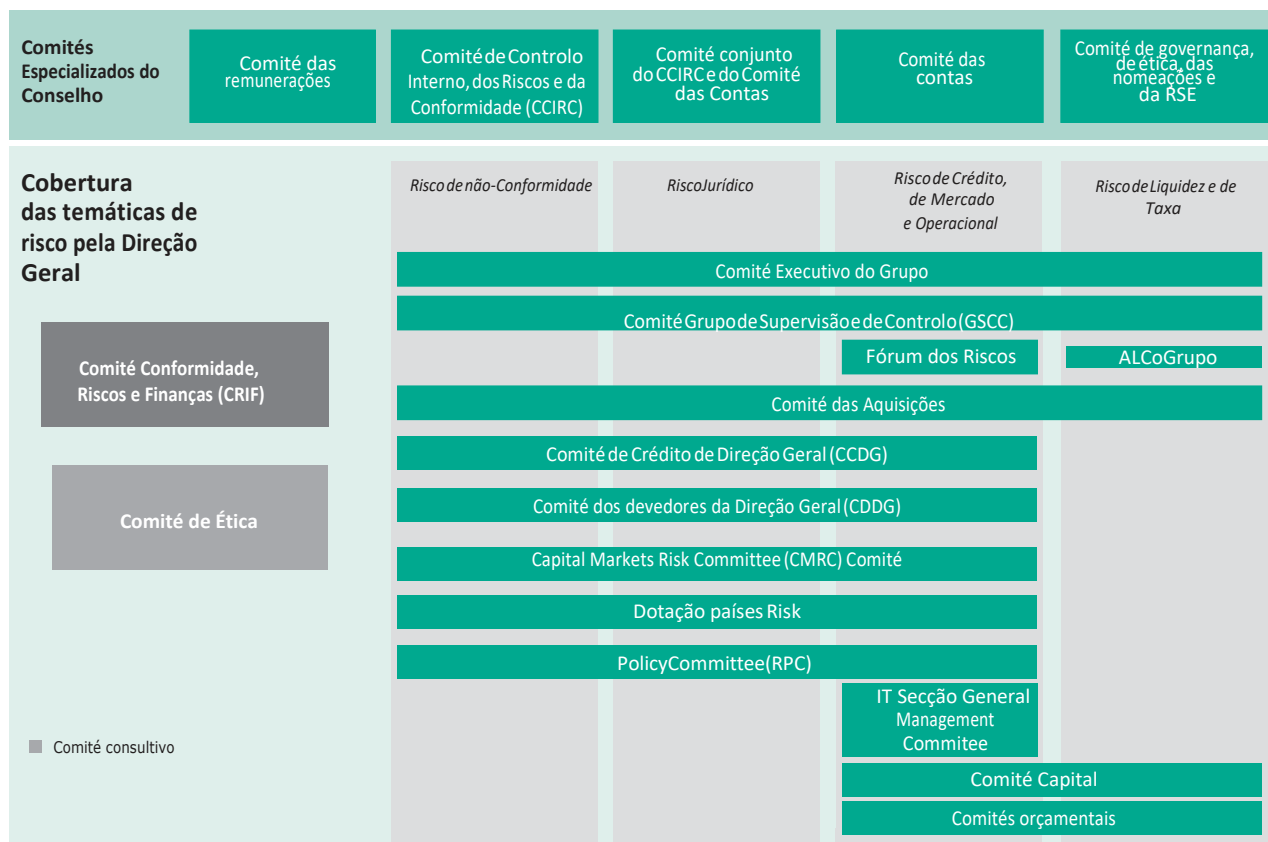 Comités
Especializados do
Conselho
Comité das
remunerações
Comité de Controlo
Interno, dos Riscos e da
Conformidade (CCIRC)
Comité conjunto
do CCIRC e do Comité
das Contas
Comité das
contas
Comité de governança,
de ética, das
nomeações e
da RSE
Cobertura
das temáticas de
risco pela Direção
Geral
Risco de não-Conformidade
Risco Jurídico
Risco de Crédito,
de Mercado
e Operacional
Risco de Liquidez e de
Taxa
Comité Executivo do Grupo
Comité Grupo de Supervisão e de Controlo (GSCC)
Fórum dos Riscos
ALCo Grupo
Comité Conformidade,
Riscos e Finanças (CRIF)
Comité das Aquisições
Comité de Crédito de Direção Geral (CCDG)
Comité de Ética
Comité dos devedores da Direção Geral (CDDG)
Capital Markets Risk Committee (CMRC) Comité
Dotação países Risk
Policy Committee (RPC)
IT Secção General
Management
Commitee
Comité consultivo
Comité Capital
Comités orçamentais